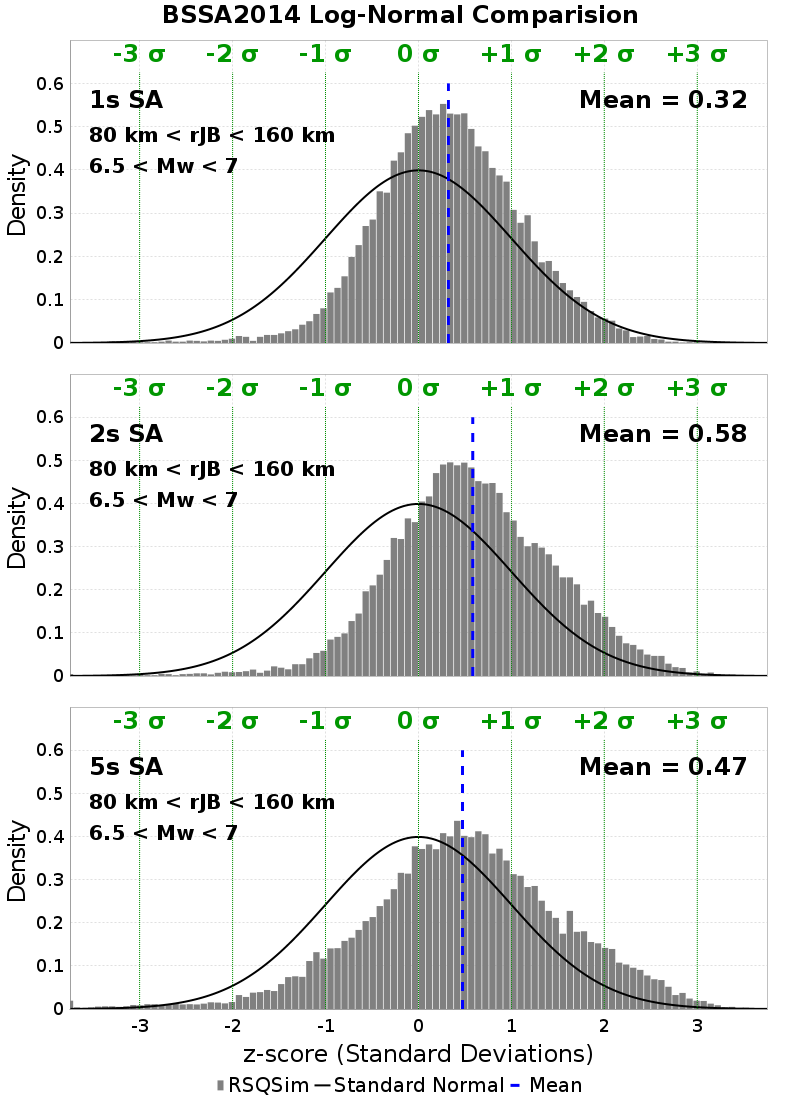 BSSA2014 Log-Normal Comparision
-3 σ -2 σ -1 σ 0 σ +1 σ +2 σ +3 σ
1s SA Mean = 0.32
80 km < rJB < 160 km
6.5 < Mw < 7
Density
0.6
0.5
0.4
0.3
0.2
0.1
0
-3 σ -2 σ -1 σ 0 σ +1 σ +2 σ +3 σ
2s SA Mean = 0.58
80 km < rJB < 160 km
6.5 < Mw < 7
Density
0.6
0.5
0.4
0.3
0.2
0.1
0
-3 σ -2 σ -1 σ 0 σ +1 σ +2 σ +3 σ
5s SA Mean = 0.47
80 km < rJB < 160 km
6.5 < Mw < 7
Density
0.6
0.5
0.4
0.3
0.2
0.1
0
-3 -2 -1 0 1 2 3
z-score (Standard Deviations)
RSQSim Standard Normal Mean